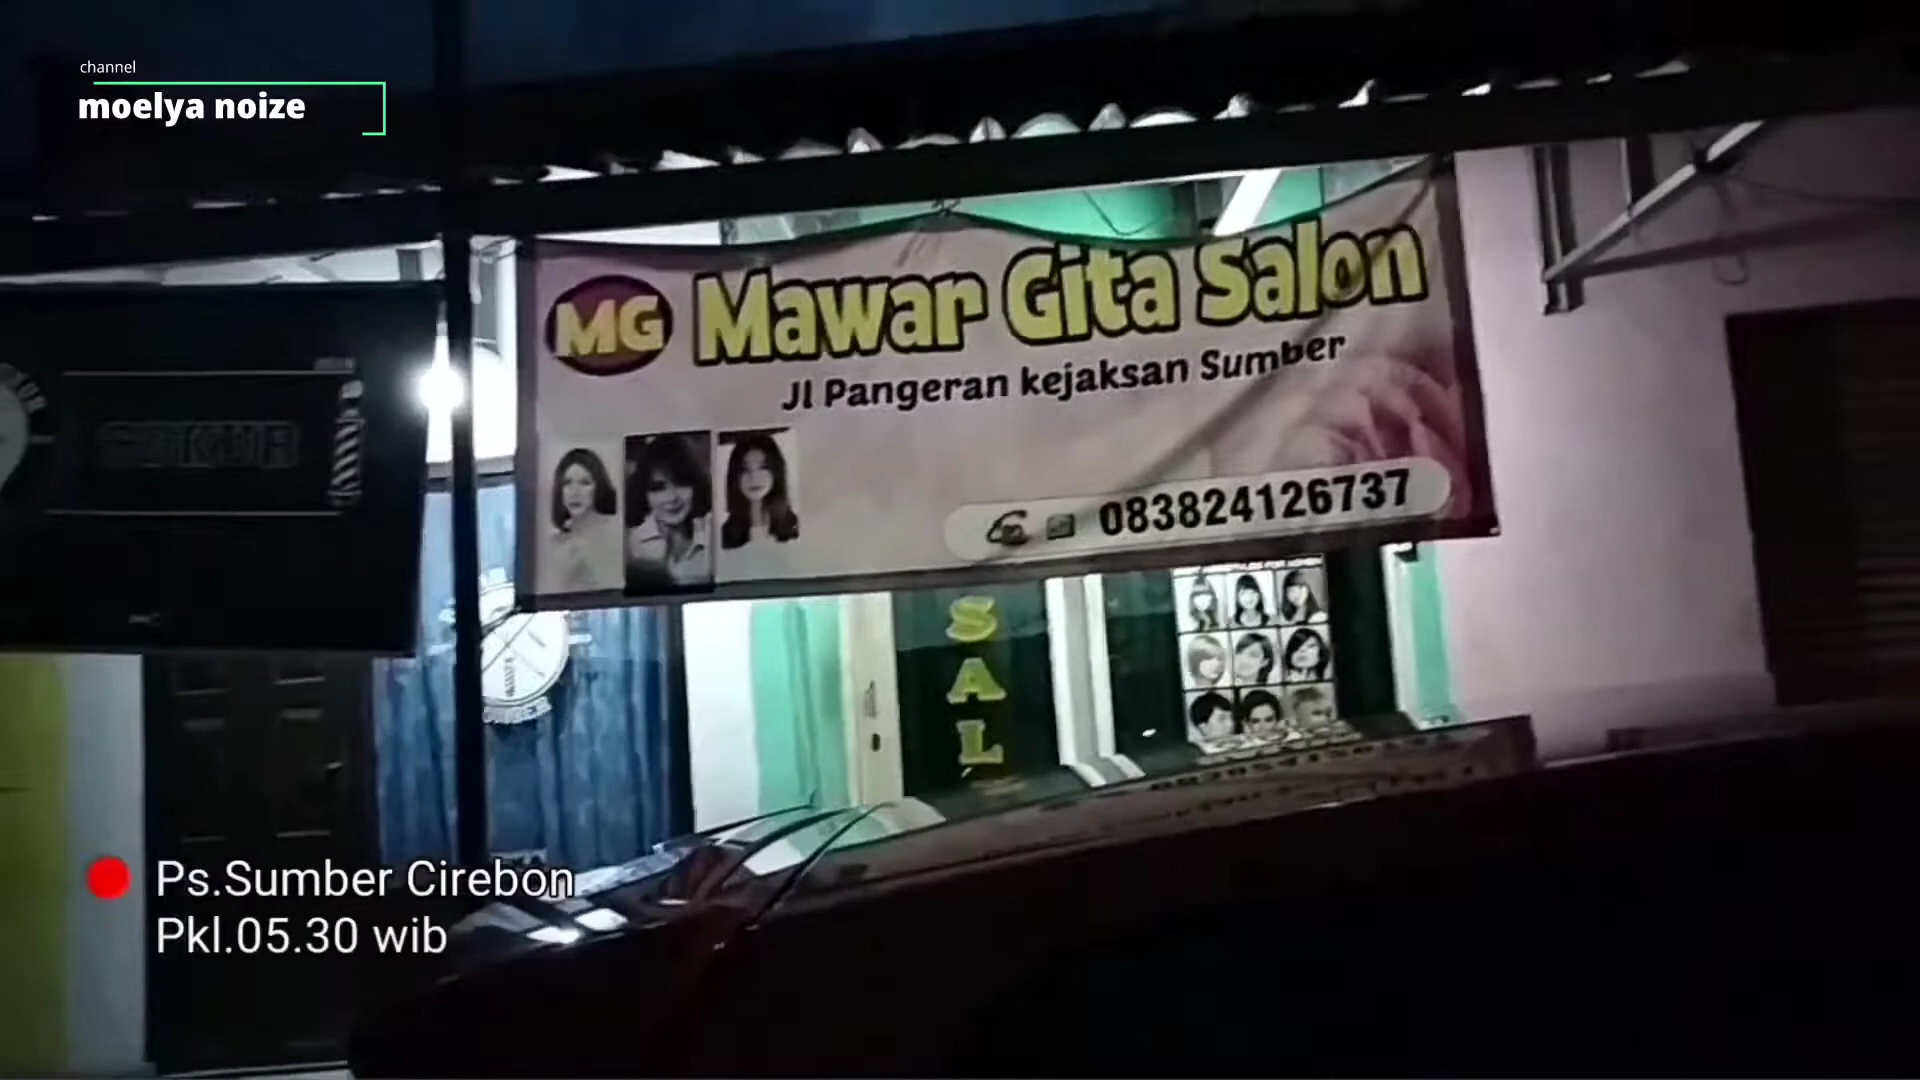 channel
moelya noize
MG Mawar Gita Salon
Jl Pangeran kejaksan Sumber
083824126737
CUKUR
S
A
L
Ps.Sumber Cirebon
Pkl.05.30 wib